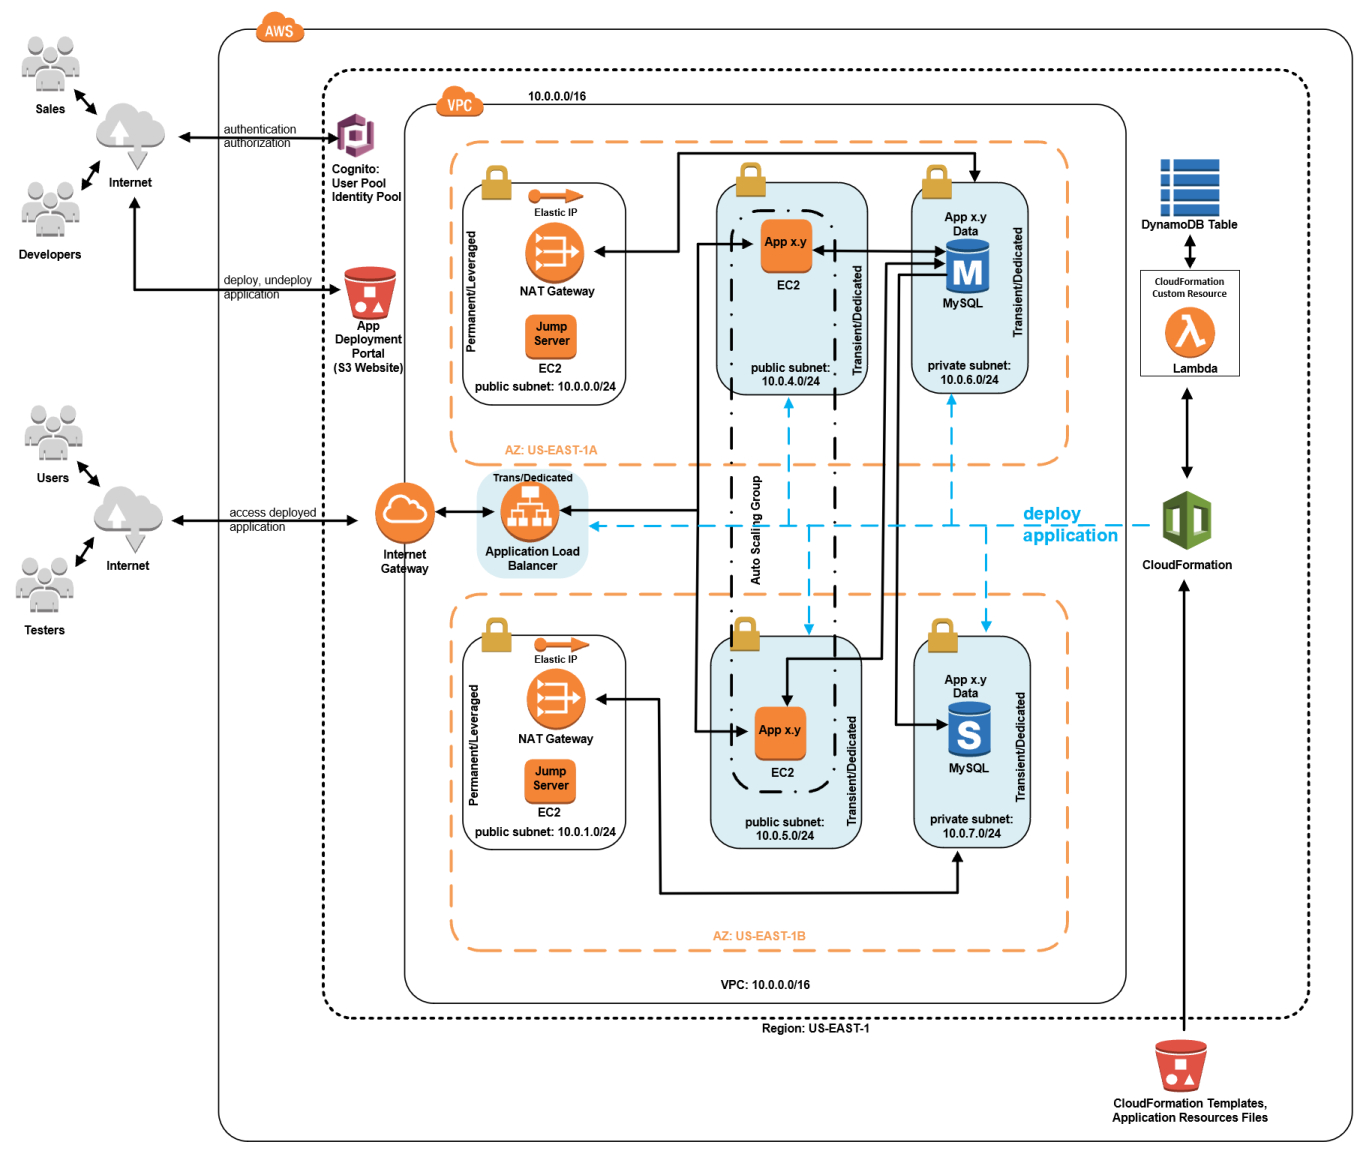 AWS
Sales
Internet
Developers
authentication
authorization
Cognito:
User Pool
Identity Pool
deploy, undeploy
application
App
Deployment
Portal
(S3 Website)
Users
Internet
Testers
access deployed
application
Internet
Gateway
VPC
10.0.0.0/16
Permanent/Leveraged
Elastic IP
NAT Gateway
Jump
Server
EC2
public subnet: 10.0.0.0/24
App x.y
EC2
Transient/Dedicated
public subnet:
10.0.4.0/24
App x.y
Data
M
MySQL
Transient/Dedicated
private subnet:
10.0.6.0/24
AZ: US-EAST-1A
Trans/Dedicated
Application Load
Balancer
Auto Scaling Group
deploy
application
Permanent/Leveraged
Elastic IP
NAT Gateway
Jump
Server
EC2
public subnet: 10.0.1.0/24
App x.y
EC2
Transient/Dedicated
public subnet:
10.0.5.0/24
App x.y
Data
S
MySQL
Transient/Dedicated
private subnet:
10.0.7.0/24
AZ: US-EAST-1B
VPC: 10.0.0.0/16
Region: US-EAST-1
DynamoDB Table
CloudFormation
Custom Resource
λ
Lambda
CloudFormation
CloudFormation Templates,
Application Resources Files